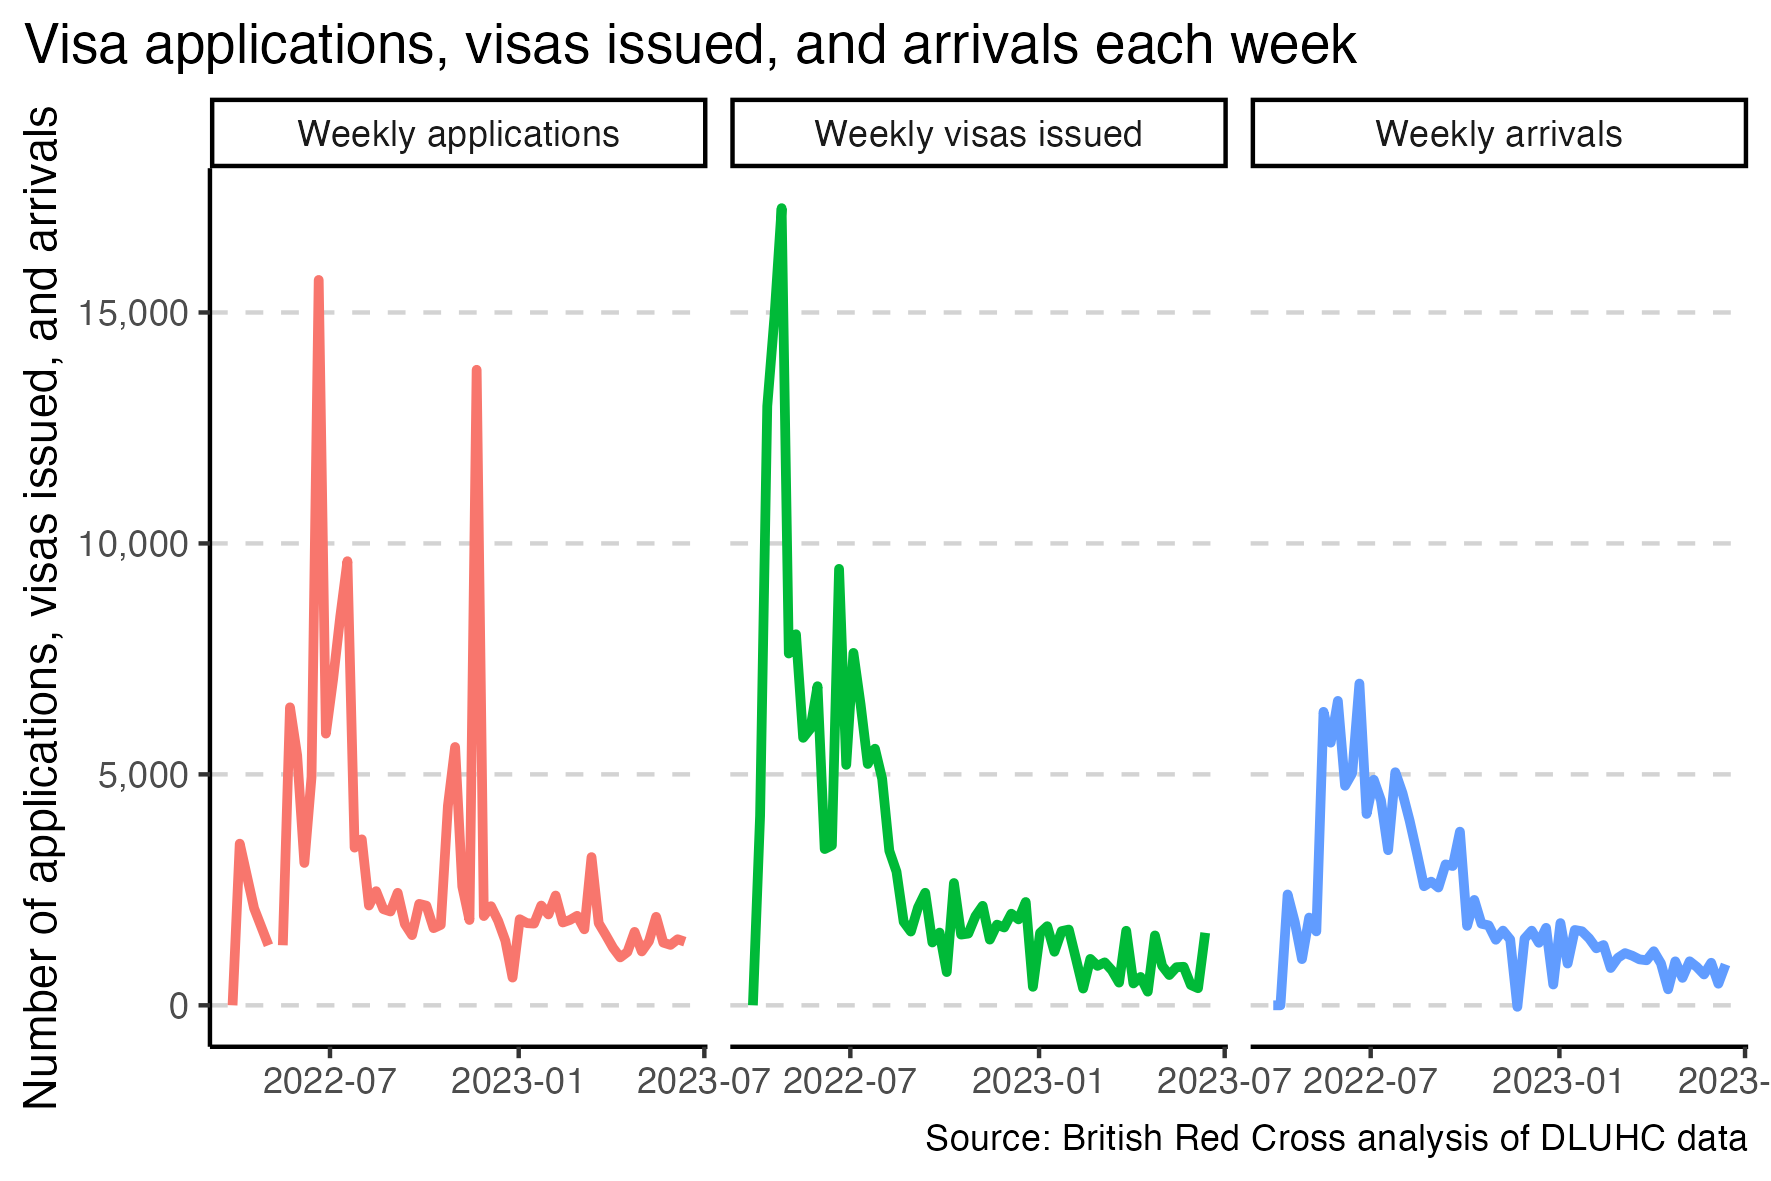 Visa applications, visas issued, and arrivals each week
Number of applications, visas issued, and arrivals
Weekly applications
Weekly visas issued
Weekly arrivals
15,000
10,000
5,000
0
2022-07
2023-01
2023-07
2022-07
2023-01
2023-07
2022-07
2023-01
2023-
Source: British Red Cross analysis of DLUHC data